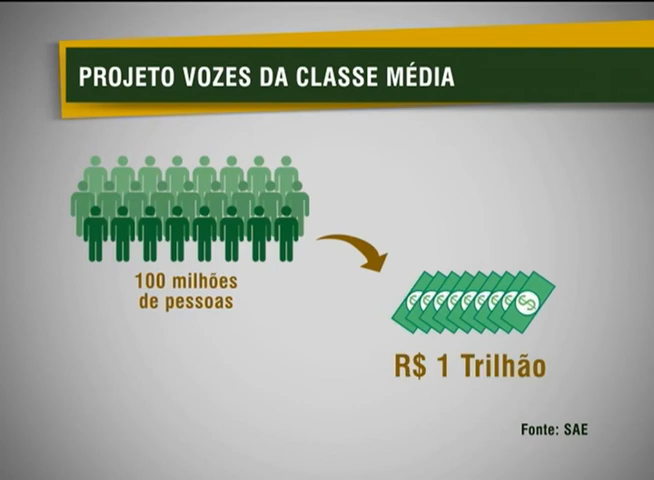 PROJETO VOZES DA CLASSE MÉDIA
100 milhões
de pessoas
R$ 1 Trilhão
Fonte: SAE